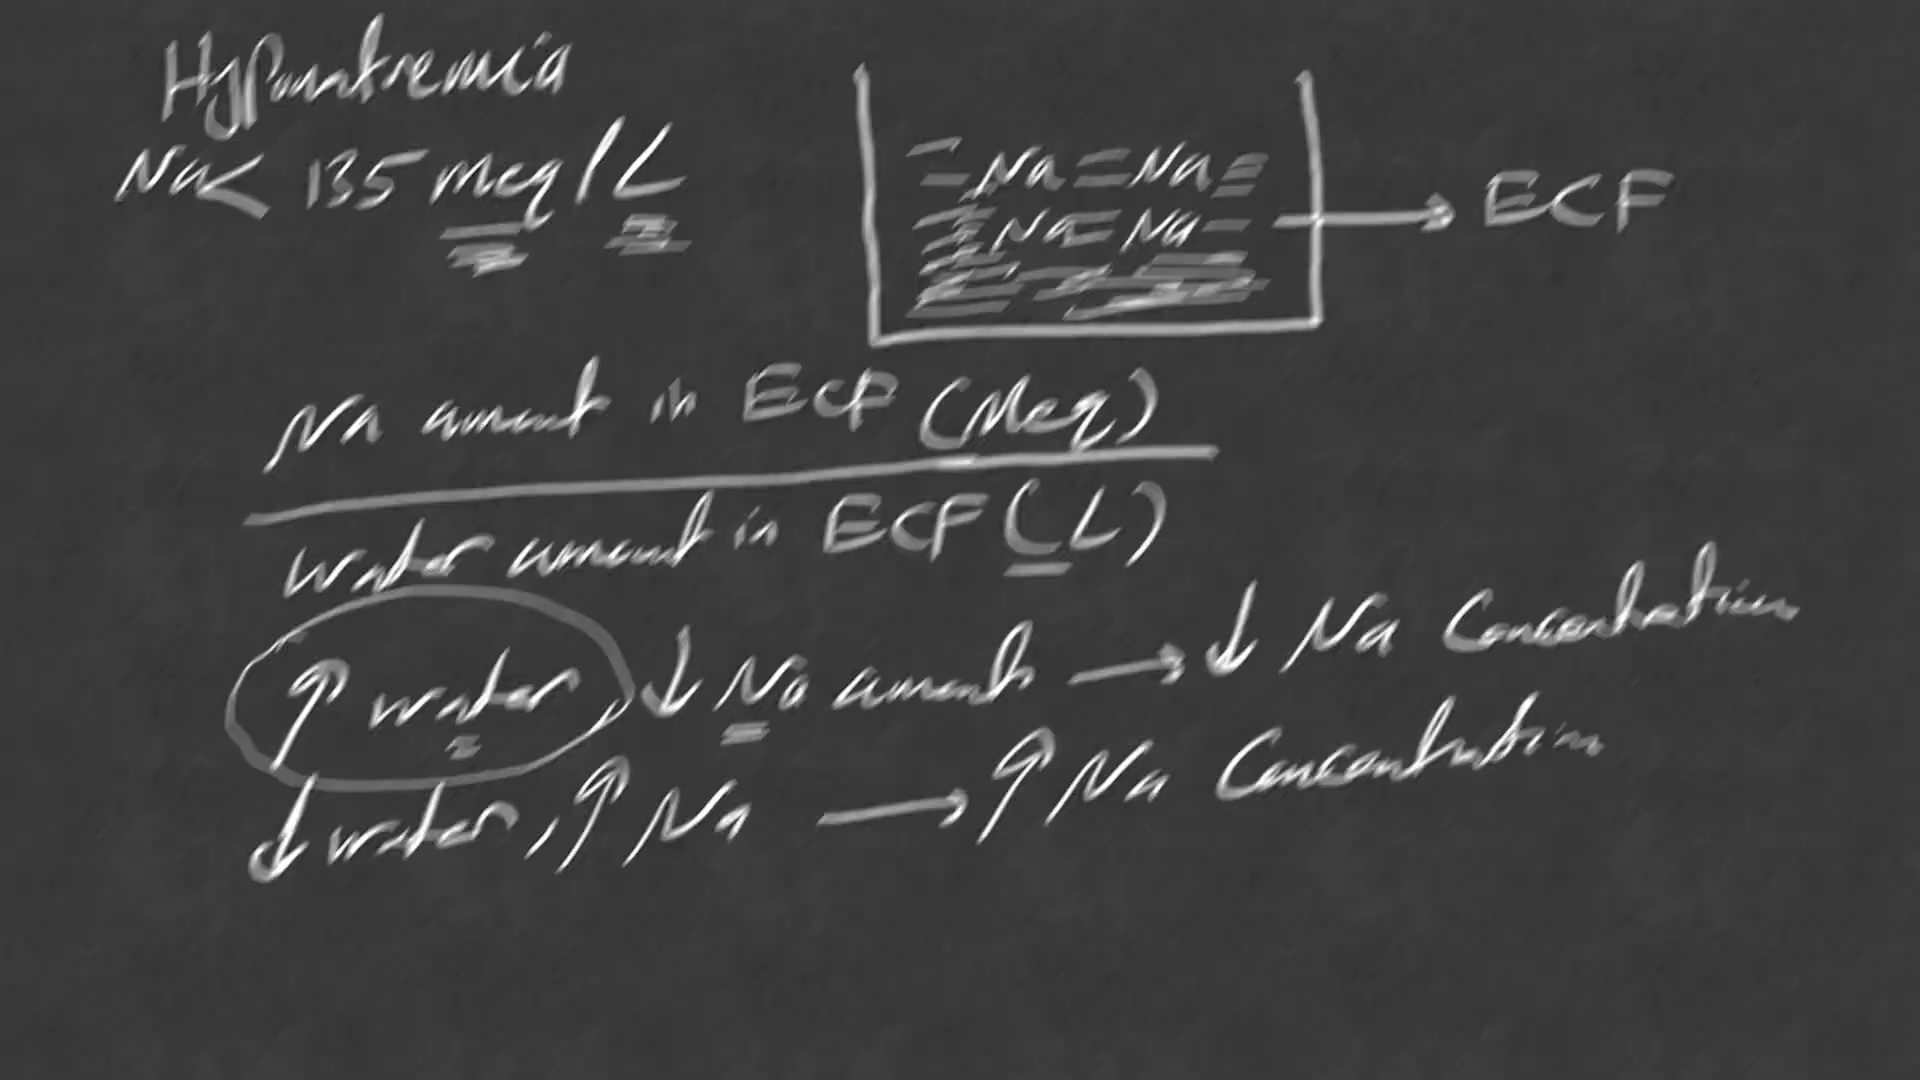 Hyponatremia
Na< 135 meq/L
Na Na
Na Na
ECF
Na amount in ECF (Meq)
Water amount in ECF (L)
↑ water, ↓ Na amount → ↓ Na Concentration
↓ water, ↑ Na → ↑ Na Concentration